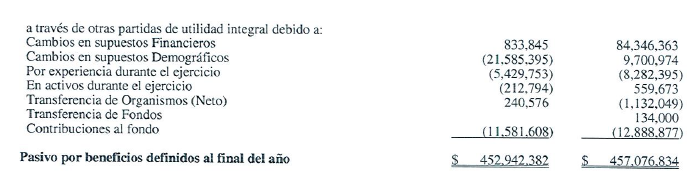 a través de otras partidas de utilidad integral debido a:
Cambios en supuestos Financieros 833,845 84,346,363
Cambios en supuestos Demográficos (21,585,395) 9,700,974
Por experiencia durante el ejercicio (5,429,753) (8,282,395)
En activos durante el ejercicio (212,794) 559,673
Transferencia de Organismos (Neto) 240,576 (1,132,049)
Transferencia de Fondos 134,000
Contribuciones al fondo (11,581,608) (12,888,877)
Pasivo por beneficios definidos al final del año $ 452,942,382 $ 457,076,834